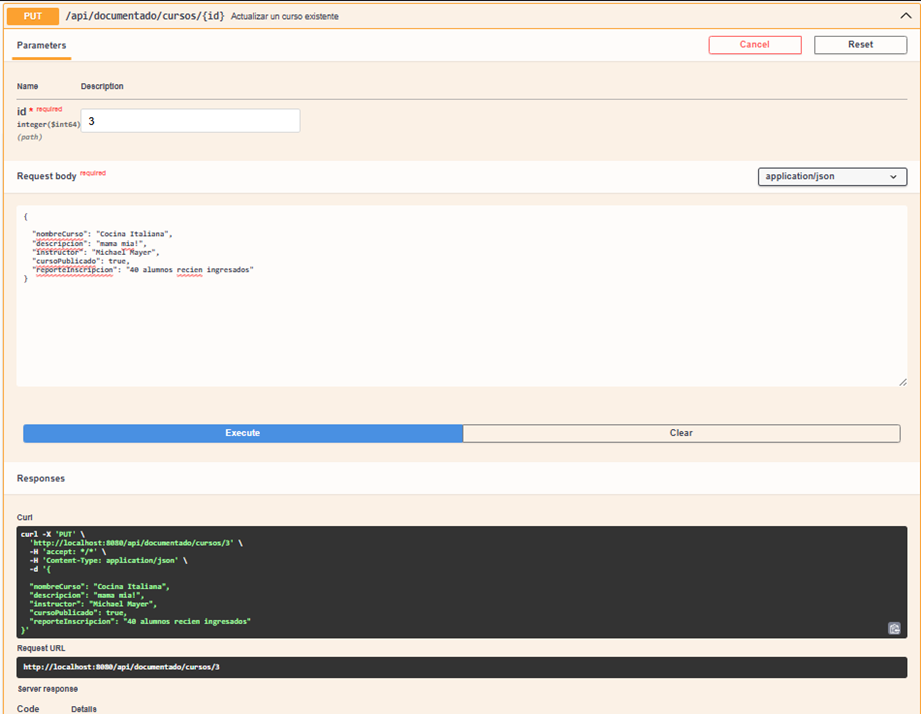 PUT /api/documentado/cursos/{id} Actualizar un curso existente
Parameters Cancel Reset
Name Description
id * required
integer($int64)
(path)
3
Request body required application/json
{
"nombreCurso": "Cocina Italiana",
"descripcion": "mama mia!",
"instructor": "Michael Mayer",
"cursoPublicado": true,
"reporteInscripcion": "40 alumnos recien ingresados"
}
Execute Clear
Responses
Curl
curl -X 'PUT' \
'http://localhost:8080/api/documentado/cursos/3' \
-H 'accept: */*' \
-H 'Content-Type: application/json' \
-d '{
"nombreCurso": "Cocina Italiana",
"descripcion": "mama mia!",
"instructor": "Michael Mayer",
"cursoPublicado": true,
"reporteInscripcion": "40 alumnos recien ingresados"
}'
Request URL
http://localhost:8080/api/documentado/cursos/3
Server response
Code Details